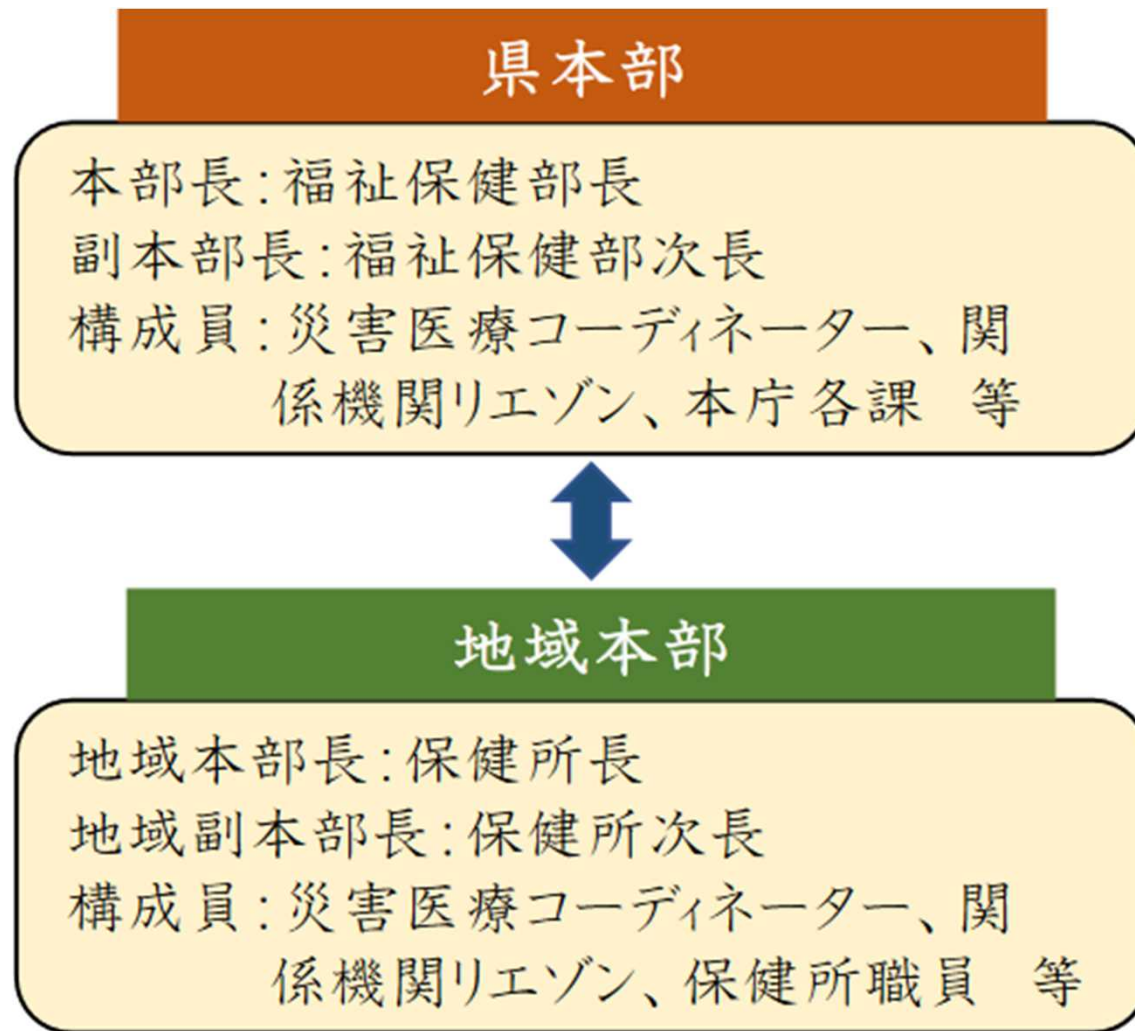 県本部
本部長:福祉保健部長
副本部長:福祉保健部次長
構成員:災害医療コーディネーター、関
係機関リエゾン、本庁各課　等
地域本部
地域本部長:保健所長
地域副本部長:保健所次長
構成員:災害医療コーディネーター、関
係機関リエゾン、保健所職員　等